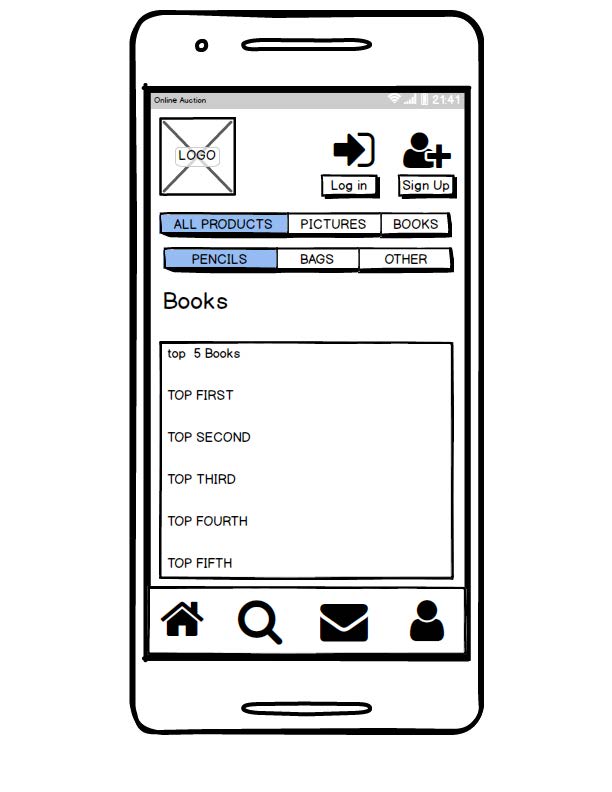 Online Auction 21:41
LOGO
Log in Sign Up
ALL PRODUCTS PICTURES BOOKS
PENCILS BAGS OTHER
Books
top 5 Books
TOP FIRST
TOP SECOND
TOP THIRD
TOP FOURTH
TOP FIFTH